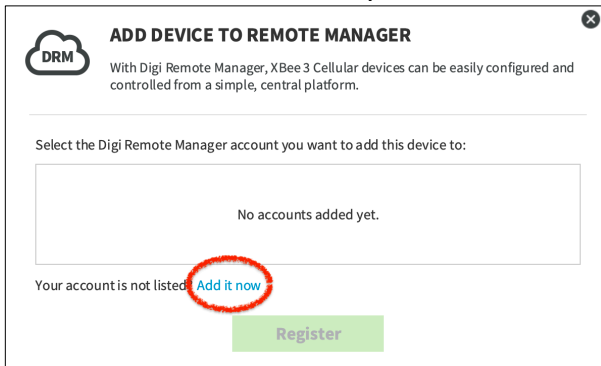 ADD DEVICE TO REMOTE MANAGER
DRM
With Digi Remote Manager, XBee 3 Cellular devices can be easily configured and
controlled from a simple, central platform.
Select the Digi Remote Manager account you want to add this device to:
No accounts added yet.
Your account is not listed? Add it now
Register